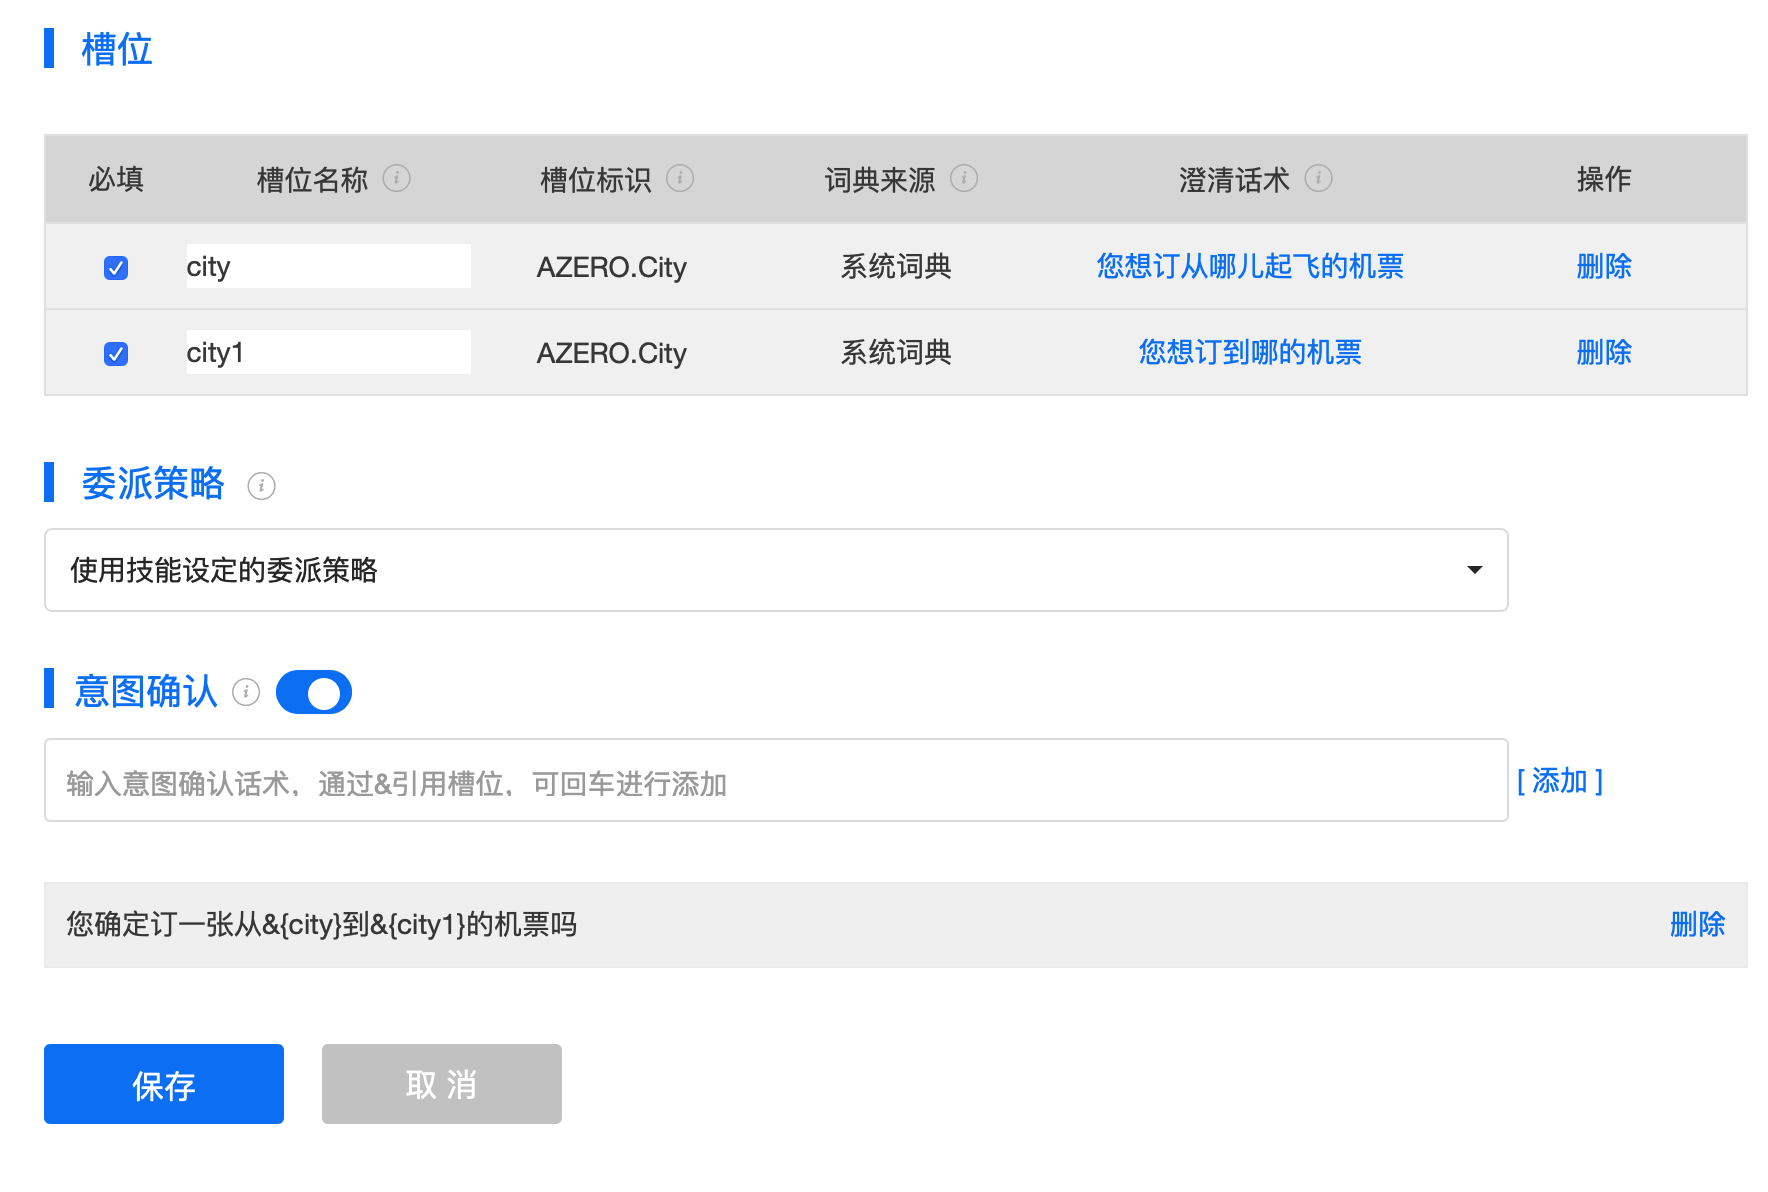 槽位
必填 槽位名称 槽位标识 词典来源 澄清话术 操作
city AZERO.City 系统词典 您想订从哪儿起飞的机票 删除
city1 AZERO.City 系统词典 您想订到哪的机票 删除
委派策略
使用技能设定的委派策略
意图确认
输入意图确认话术，通过&引用槽位，可回车进行添加 [ 添加 ]
您确定订一张从&{city}到&{city1}的机票吗 删除
保存 取 消